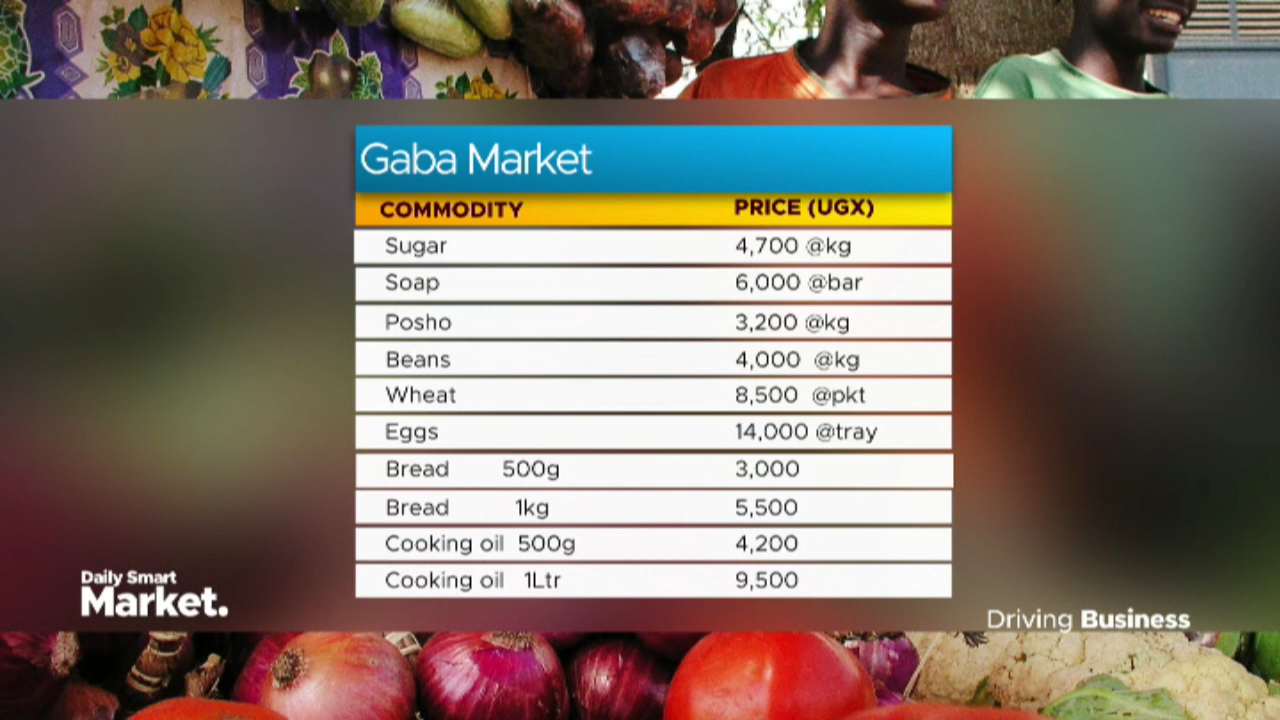 Gaba Market
COMMODITY PRICE (UGX)
Sugar 4,700 @kg
Soap 6,000 @bar
Posho 3,200 @kg
Beans 4,000 @kg
Wheat 8,500 @pkt
Eggs 14,000 @tray
Bread 500g 3,000
Bread 1kg 5,500
Cooking oil 500g 4,200
Cooking oil 1Ltr 9,500
Daily Smart
Market.
Driving Business